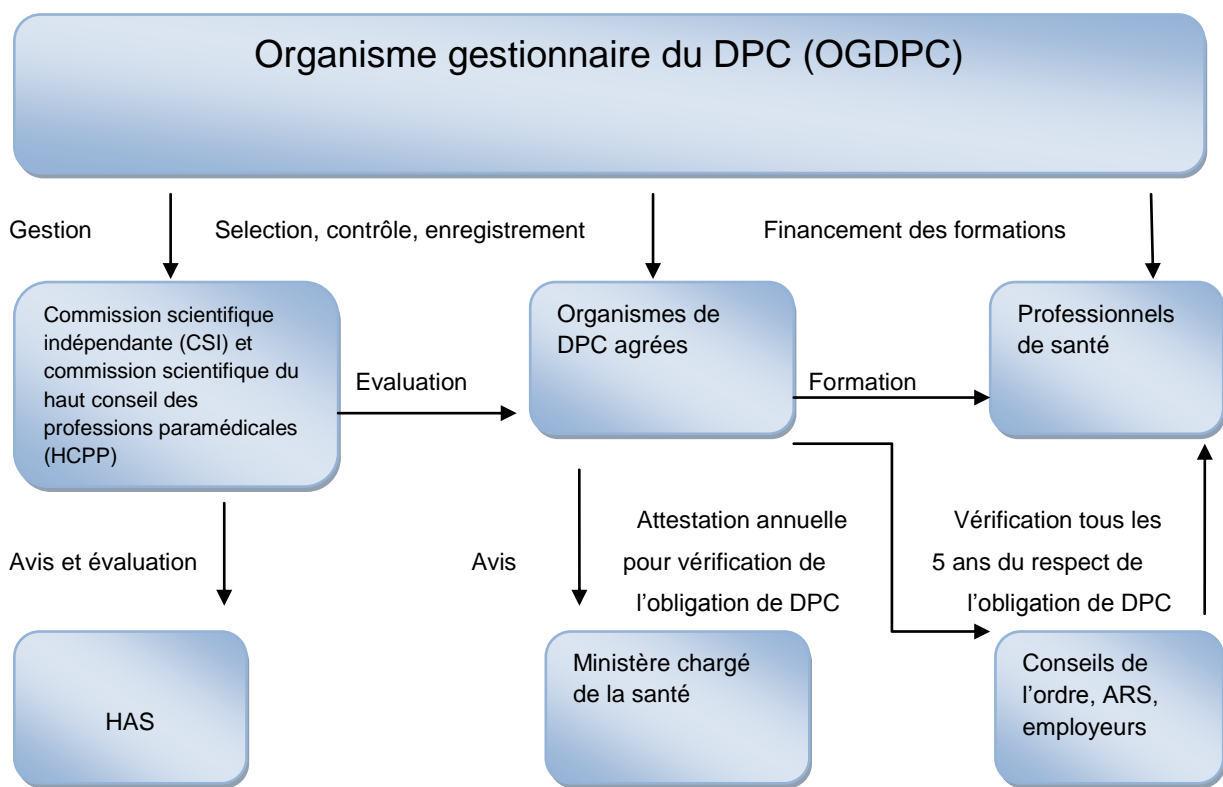 Organisme gestionnaire du DPC (OGDPC)
Gestion
Selection, contrôle, enregistrement
Financement des formations
Commission scientifique
indépendante (CSI) et
commission scientifique du
haut conseil des
professions paramédicales
(HCPP)
Evaluation
Organismes de
DPC agrées
Formation
Professionnels
de santé
Avis et évaluation
Avis
Attestation annuelle
pour vérification de
l’obligation de DPC
Vérification tous les
5 ans du respect de
l’obligation de DPC
HAS
Ministère chargé
de la santé
Conseils de
l’ordre, ARS,
employeurs